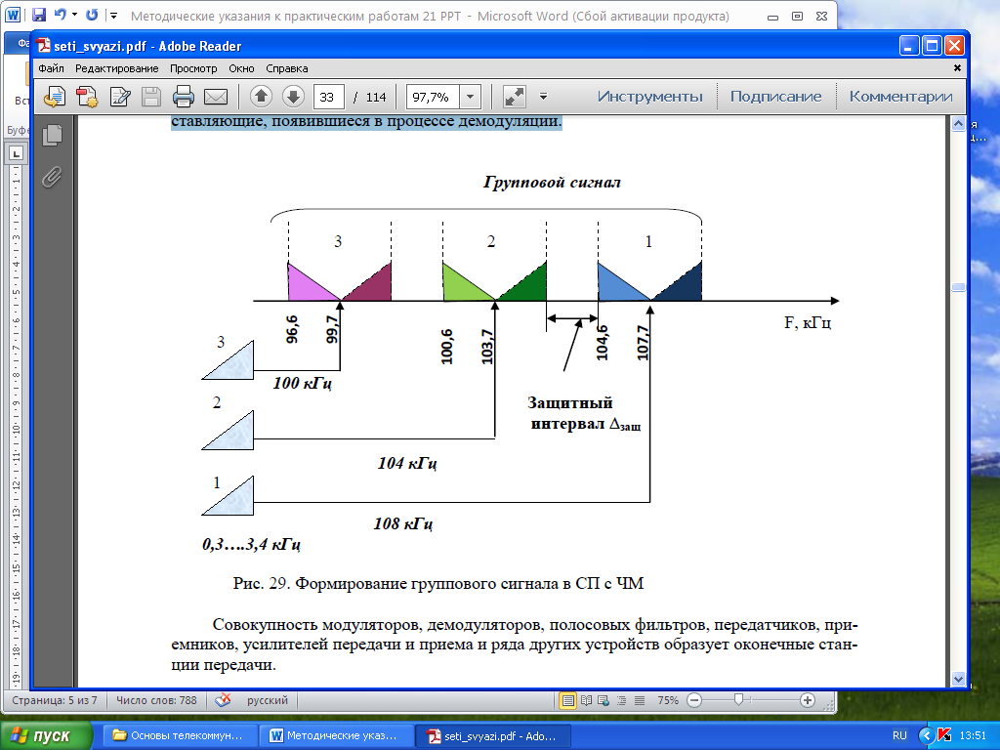 Методические указания к практическим работам 21 РРТ - Microsoft Word (Сбой активации продукта)
seti_svyazi.pdf - Adobe Reader
Файл Редактирование Просмотр Окно Справка
33 / 114 97,7% Инструменты Подписание Комментарии
ставляющие, появившиеся в процессе демодуляции.
Групповой сигнал
3 2 1
96,6 99,7 100,6 103,7 104,6 107,7
F, кГц
3
100 кГц
2
Защитный
интервал Δзащ
104 кГц
1
108 кГц
0,3….3,4 кГц
Рис. 29. Формирование группового сигнала в СП с ЧМ
Совокупность модуляторов, демодуляторов, полосовых фильтров, передатчиков, при-
емников, усилителей передачи и приема и ряда других устройств образует оконечные стан-
ции передачи.
Страница: 5 из 7 Число слов: 788 русский 75%
пуск Основы телекоммун... Методические указ... seti_svyazi.pdf - Ado... RU 13:51